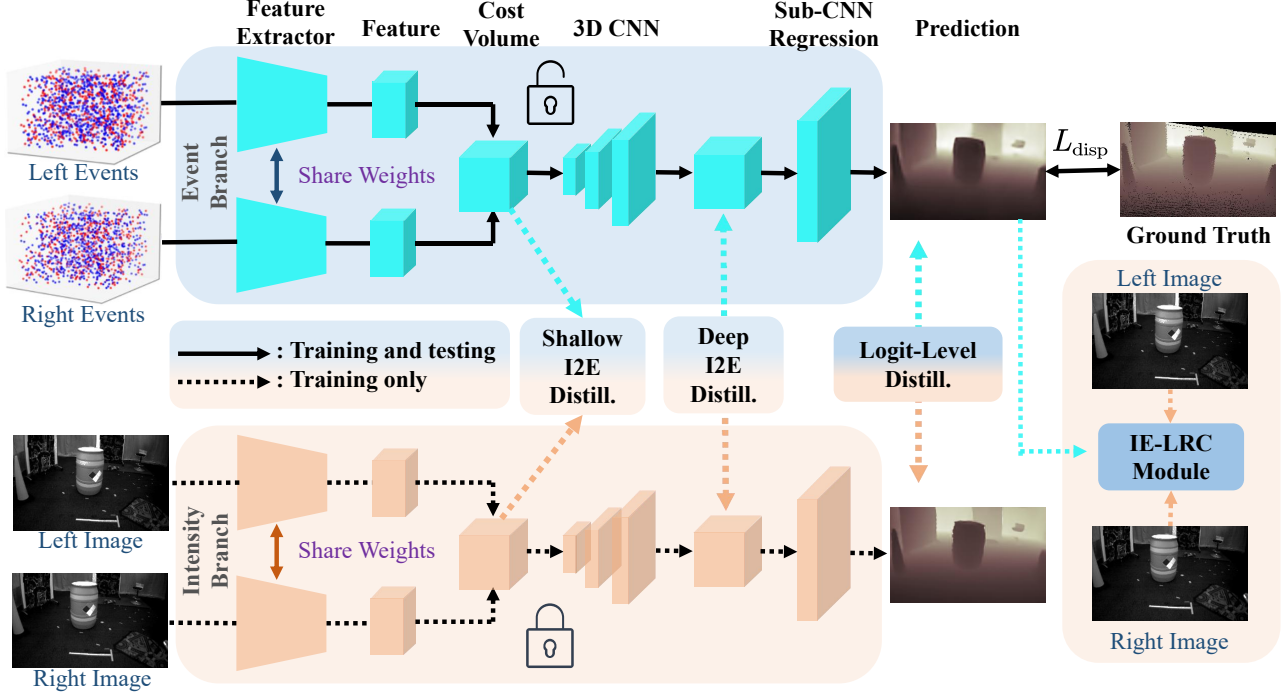 Feature
Extractor
Feature
Cost
Volume
3D CNN
Sub-CNN
Regression
Prediction
Left Events
Event
Branch
Share Weights
L_disp
Ground Truth
Right Events
: Training and testing
: Training only
Shallow
I2E
Distill.
Deep
I2E
Distill.
Logit-Level
Distill.
Left Image
IE-LRC
Module
Right Image
Left Image
Intensity
Branch
Share Weights
Right Image